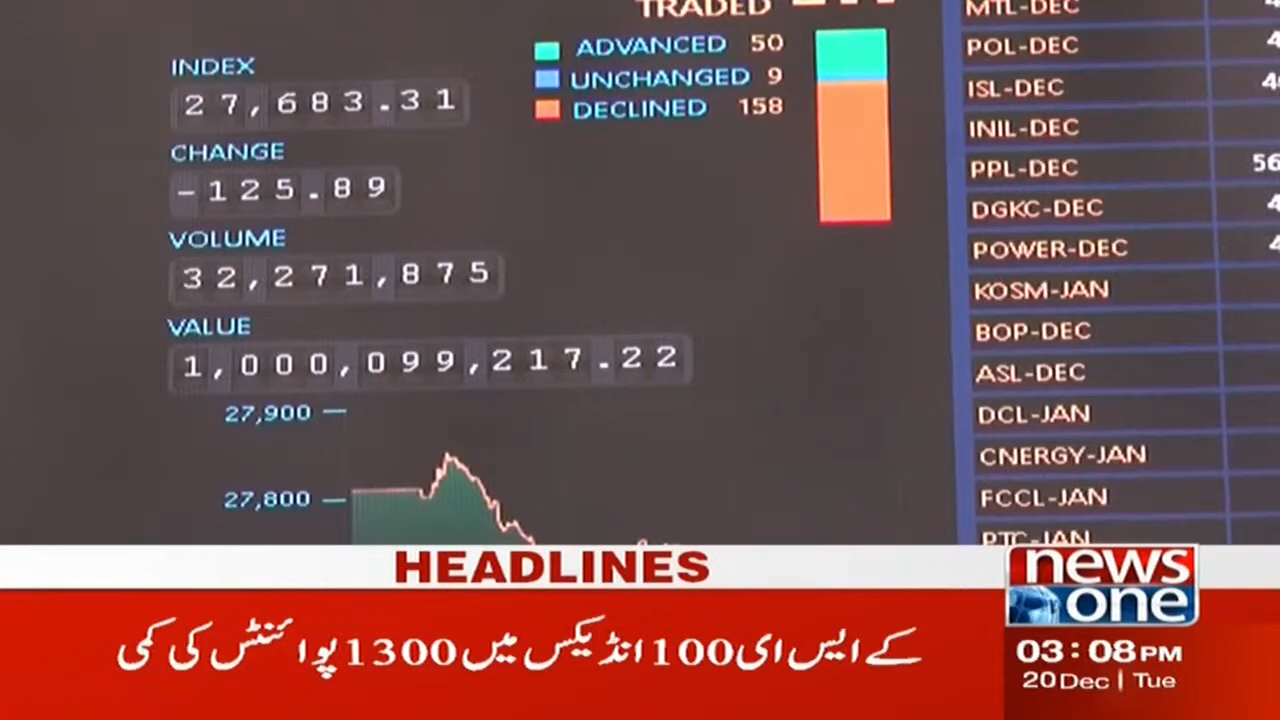 TRADED
INDEX
27,683.31
CHANGE
-125.89
VOLUME
32,271,875
VALUE
1,000,099,217.22
27,900
27,800
ADVANCED 50
UNCHANGED 9
DECLINED 158
MTL-DEC
POL-DEC
ISL-DEC
INIL-DEC
PPL-DEC
DGKC-DEC
POWER-DEC
KOSM-JAN
BOP-DEC
ASL-DEC
DCL-JAN
CNERGY-JAN
FCCL-JAN
PTC-JAN
HEADLINES
کے ایس ای 100 انڈیکس میں 1300 پوائنٹس کی کمی
news
one
03:08 PM
20 Dec | Tue